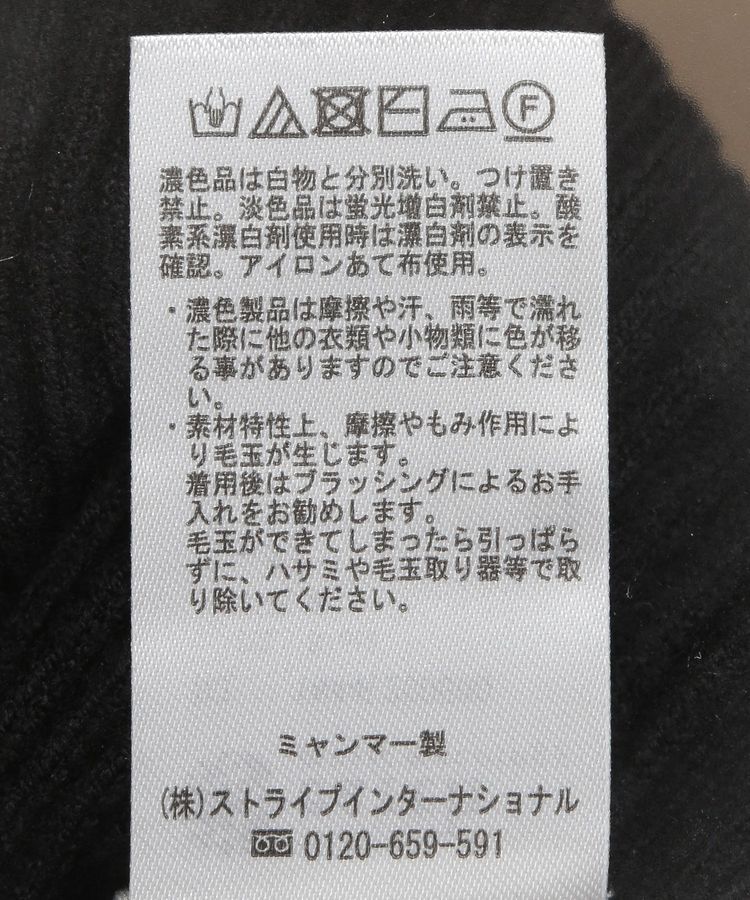 F
濃色品は白物と分別洗い。つけ置き
禁止。淡色品は蛍光増白剤禁止。酸
素系漂白剤使用時は漂白剤の表示を
確認。アイロンあて布使用。
・濃色製品は摩擦や汗、雨等で濡れ
た際に他の衣類や小物類に色が移
る事がありますのでご注意くださ
い。
・素材特性上、摩擦やもみ作用によ
り毛玉が生じます。
着用後はブラッシングによるお手
入れをお勧めします。
毛玉ができてしまったら引っぱら
ずに、ハサミや毛玉取り器等で取
り除いてください。
ミャンマー製
(株)ストライプインターナショナル
0120-659-591